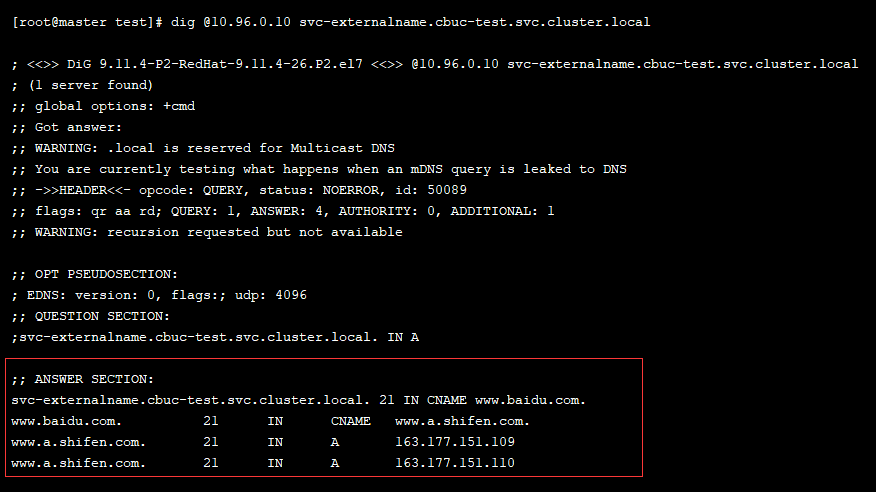 [root@master test]# dig @10.96.0.10 svc-externalname.cbuc-test.svc.cluster.local
; <<>> DiG 9.11.4-P2-RedHat-9.11.4-26.P2.el7 <<>> @10.96.0.10 svc-externalname.cbuc-test.svc.cluster.local
; (1 server found)
;; global options: +cmd
;; Got answer:
;; WARNING: .local is reserved for Multicast DNS
;; You are currently testing what happens when an mDNS query is leaked to DNS
;; ->>HEADER<<- opcode: QUERY, status: NOERROR, id: 50089
;; flags: qr aa rd; QUERY: 1, ANSWER: 4, AUTHORITY: 0, ADDITIONAL: 1
;; WARNING: recursion requested but not available
;; OPT PSEUDOSECTION:
; EDNS: version: 0, flags:; udp: 4096
;; QUESTION SECTION:
;svc-externalname.cbuc-test.svc.cluster.local. IN A
;; ANSWER SECTION:
svc-externalname.cbuc-test.svc.cluster.local. 21 IN CNAME www.baidu.com.
www.baidu.com. 21 IN CNAME www.a.shifen.com.
www.a.shifen.com. 21 IN A 163.177.151.109
www.a.shifen.com. 21 IN A 163.177.151.110